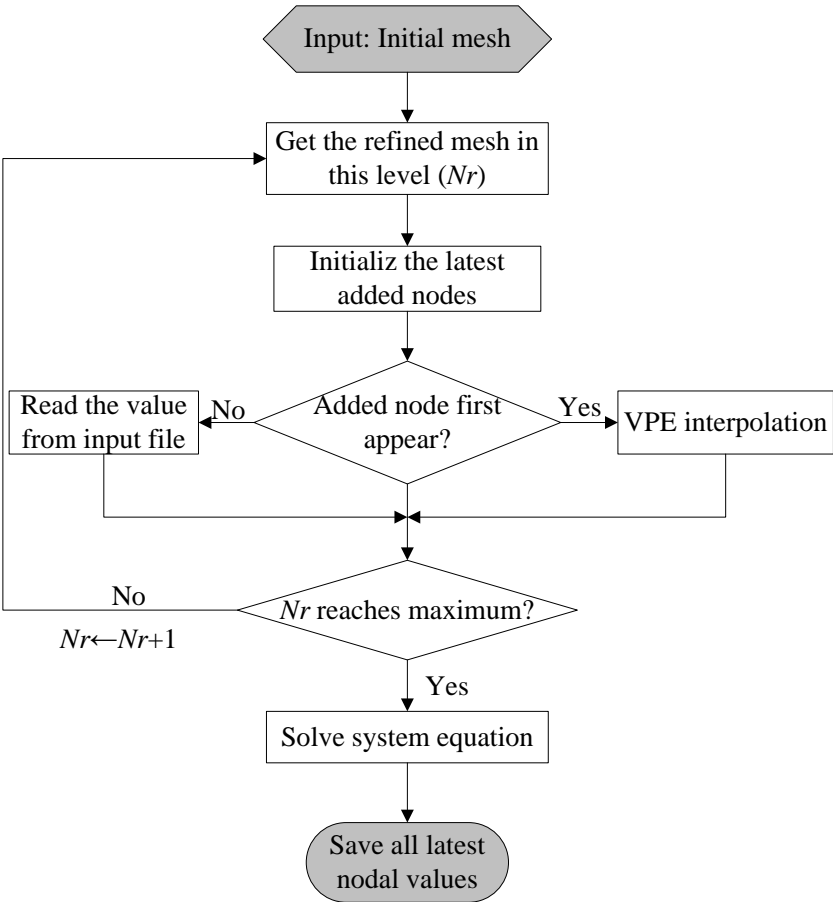 Input: Initial mesh
Get the refined mesh in
this level (Nr)
Initializ the latest
added nodes
Read the value
from input file
No
Added node first
appear?
Yes
VPE interpolation
No
Nr←Nr+1
Nr reaches maximum?
Yes
Solve system equation
Save all latest
nodal values